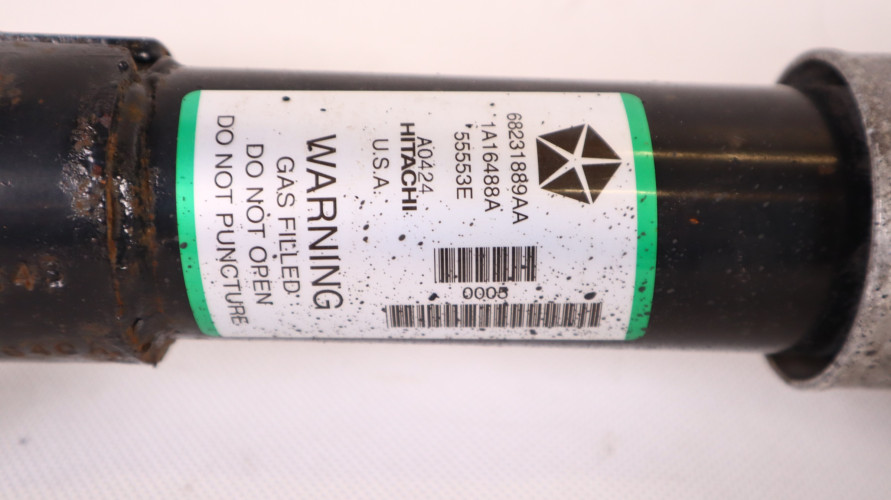 68231889AA
1A16488A
55553E
0005
A0424
HITACHI
U.S.A.
WARNING
GAS FILLED
DO NOT OPEN
DO NOT PUNCTURE